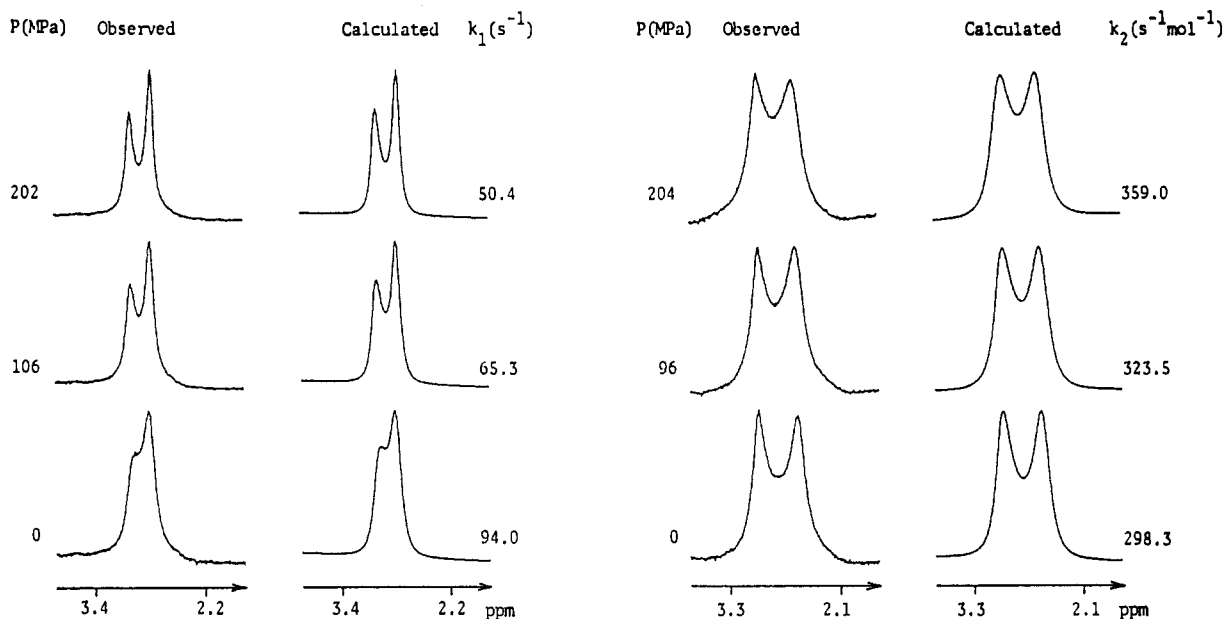 P(MPa) Observed Calculated k₁(s⁻¹)
202 50.4
106 65.3
0 94.0
3.4 2.2 3.4 2.2 ppm
P(MPa) Observed Calculated k₂(s⁻¹mol⁻¹)
204 359.0
96 323.5
0 298.3
3.3 2.1 3.3 2.1 ppm